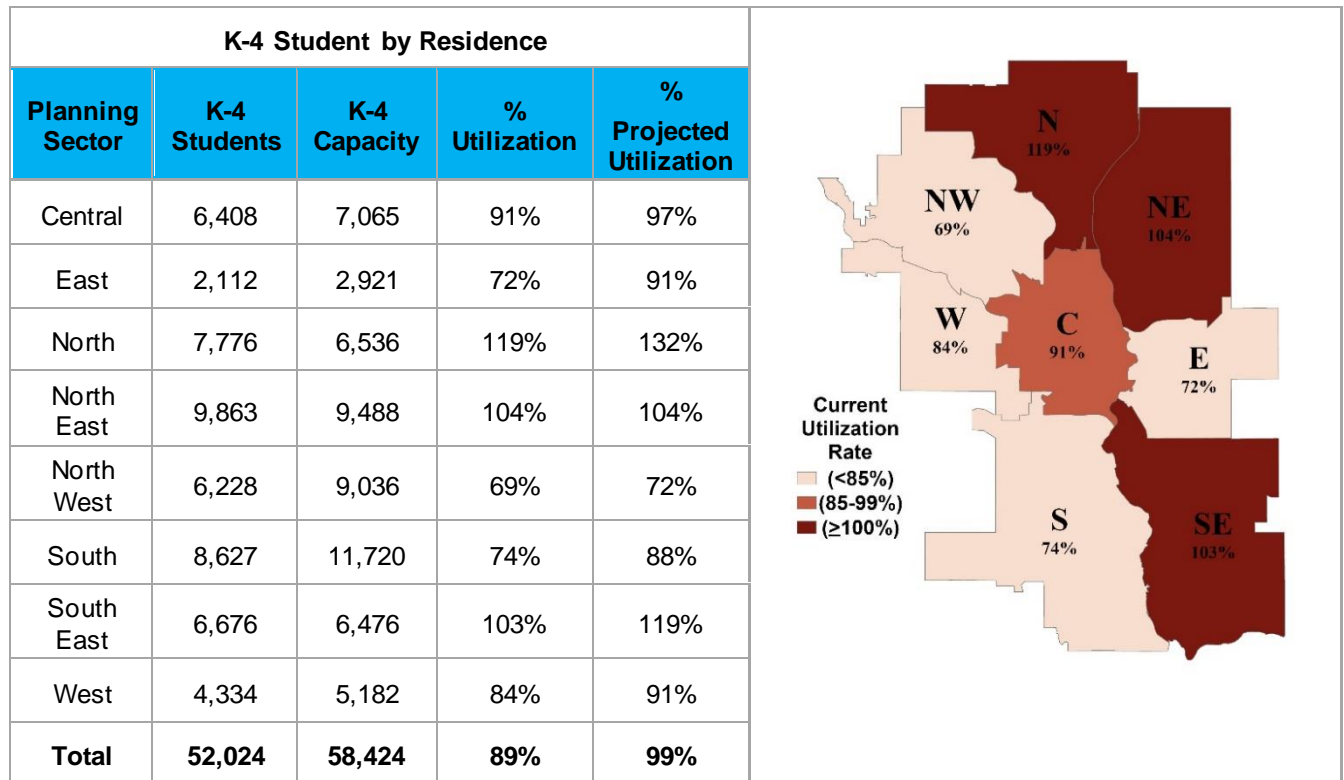 K-4 Student by Residence
Planning Sector K-4 Students K-4 Capacity % Utilization % Projected Utilization
Central 6,408 7,065 91% 97%
East 2,112 2,921 72% 91%
North 7,776 6,536 119% 132%
North East 9,863 9,488 104% 104%
North West 6,228 9,036 69% 72%
South 8,627 11,720 74% 88%
South East 6,676 6,476 103% 119%
West 4,334 5,182 84% 91%
Total 52,024 58,424 89% 99%
N
119%
NW
69%
NE
104%
W
84%
C
91%
E
72%
Current
Utilization
Rate
(<85%)
(85-99%)
(≥100%)
S
74%
SE
103%